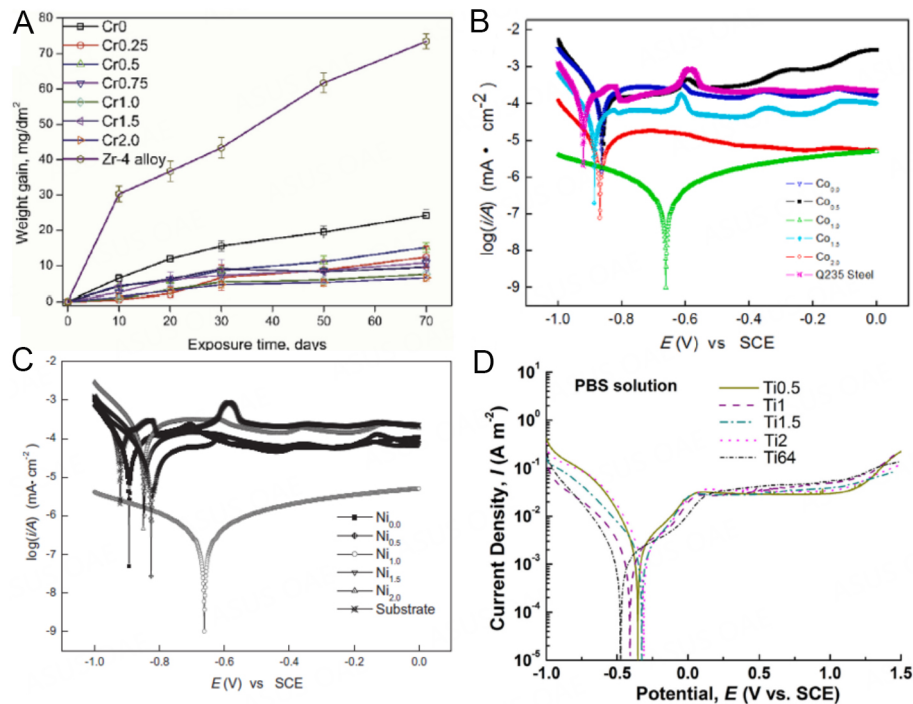 A
Cr0
Cr0.25
Cr0.5
Cr0.75
Cr1.0
Cr1.5
Cr2.0
Zr-4 alloy
Weight gain, mg/dm²
80
70
60
50
40
30
20
10
0
0 10 20 30 40 50 60 70
Exposure time, days
B
log(i/A) (mA• cm⁻²)
-2
-3
-4
-5
-6
-7
-8
-9
Co0.0
Co0.5
Co1.0
Co1.5
Co2.0
Q235 Steel
-1.0 -0.8 -0.6 -0.4 -0.2 0.0
E (V) vs SCE
C
log(i/A) (mA· cm⁻²)
-2
-3
-4
-5
-6
-7
-8
-9
Ni0.0
Ni0.5
Ni1.0
Ni1.5
Ni2.0
Substrate
-1.0 -0.8 -0.6 -0.4 -0.2 0.0
E (V) vs SCE
D
PBS solution
Ti0.5
Ti1
Ti1.5
Ti2
Ti64
Current Density, I (A m⁻²)
10¹
10⁰
10⁻¹
10⁻²
10⁻³
10⁻⁴
10⁻⁵
-1.0 -0.5 0.0 0.5 1.0 1.5
Potential, E (V vs. SCE)